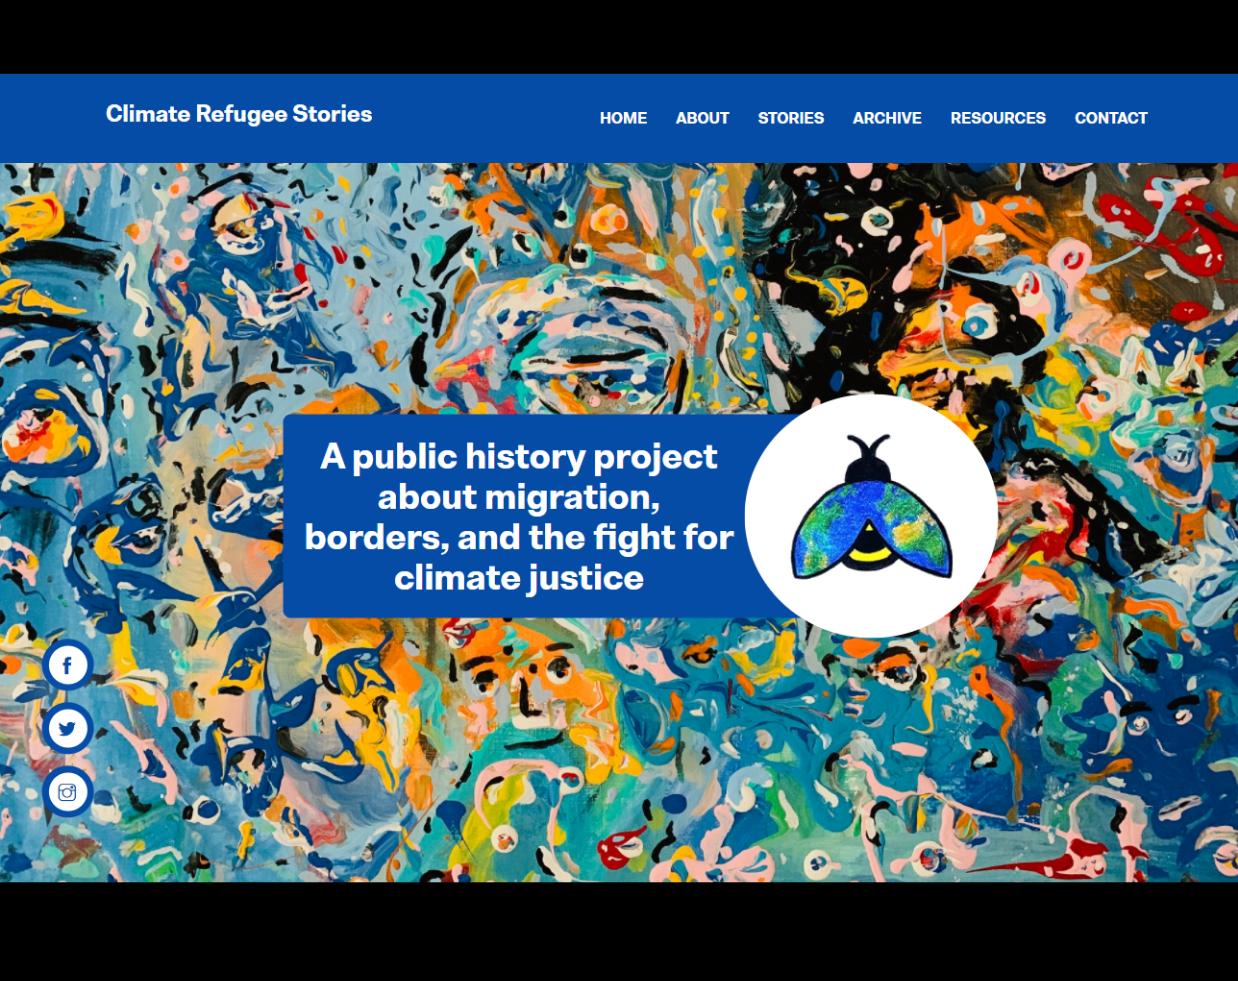 Climate Refugee Stories
HOME ABOUT STORIES ARCHIVE RESOURCES CONTACT
A public history project
about migration,
borders, and the fight for
climate justice